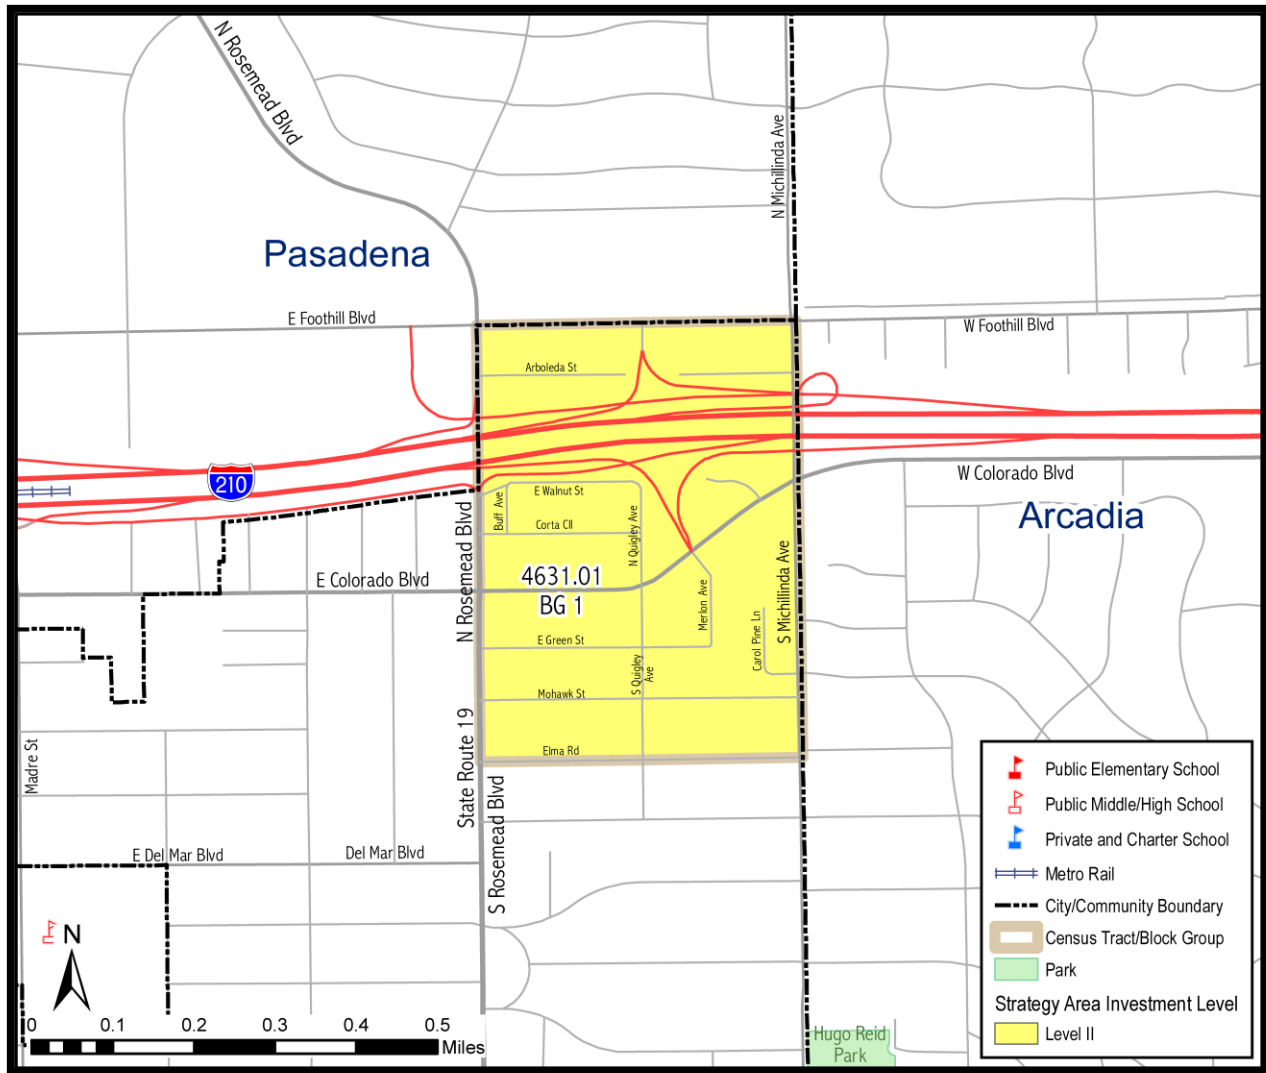 N Rosemead Blvd
N Michillinda Ave
Pasadena
E Foothill Blvd
W Foothill Blvd
Arboleda St
210
W Colorado Blvd
Arcadia
E Walnut St
Buff Ave
Corta Cll
N Quigley Ave
N Rosemead Blvd
E Colorado Blvd
4631.01
BG 1
Merlon Ave
S Michillinda Ave
Carol Pine Ln
E Green St
S Quigley
Ave
Mohawk St
Elma Rd
State Route 19
S Rosemead Blvd
Madre St
E Del Mar Blvd
Del Mar Blvd
N
0 0.1 0.2 0.3 0.4 0.5
Miles
Hugo Reid
Park
Public Elementary School
Public Middle/High School
Private and Charter School
Metro Rail
City/Community Boundary
Census Tract/Block Group
Park
Strategy Area Investment Level
Level II